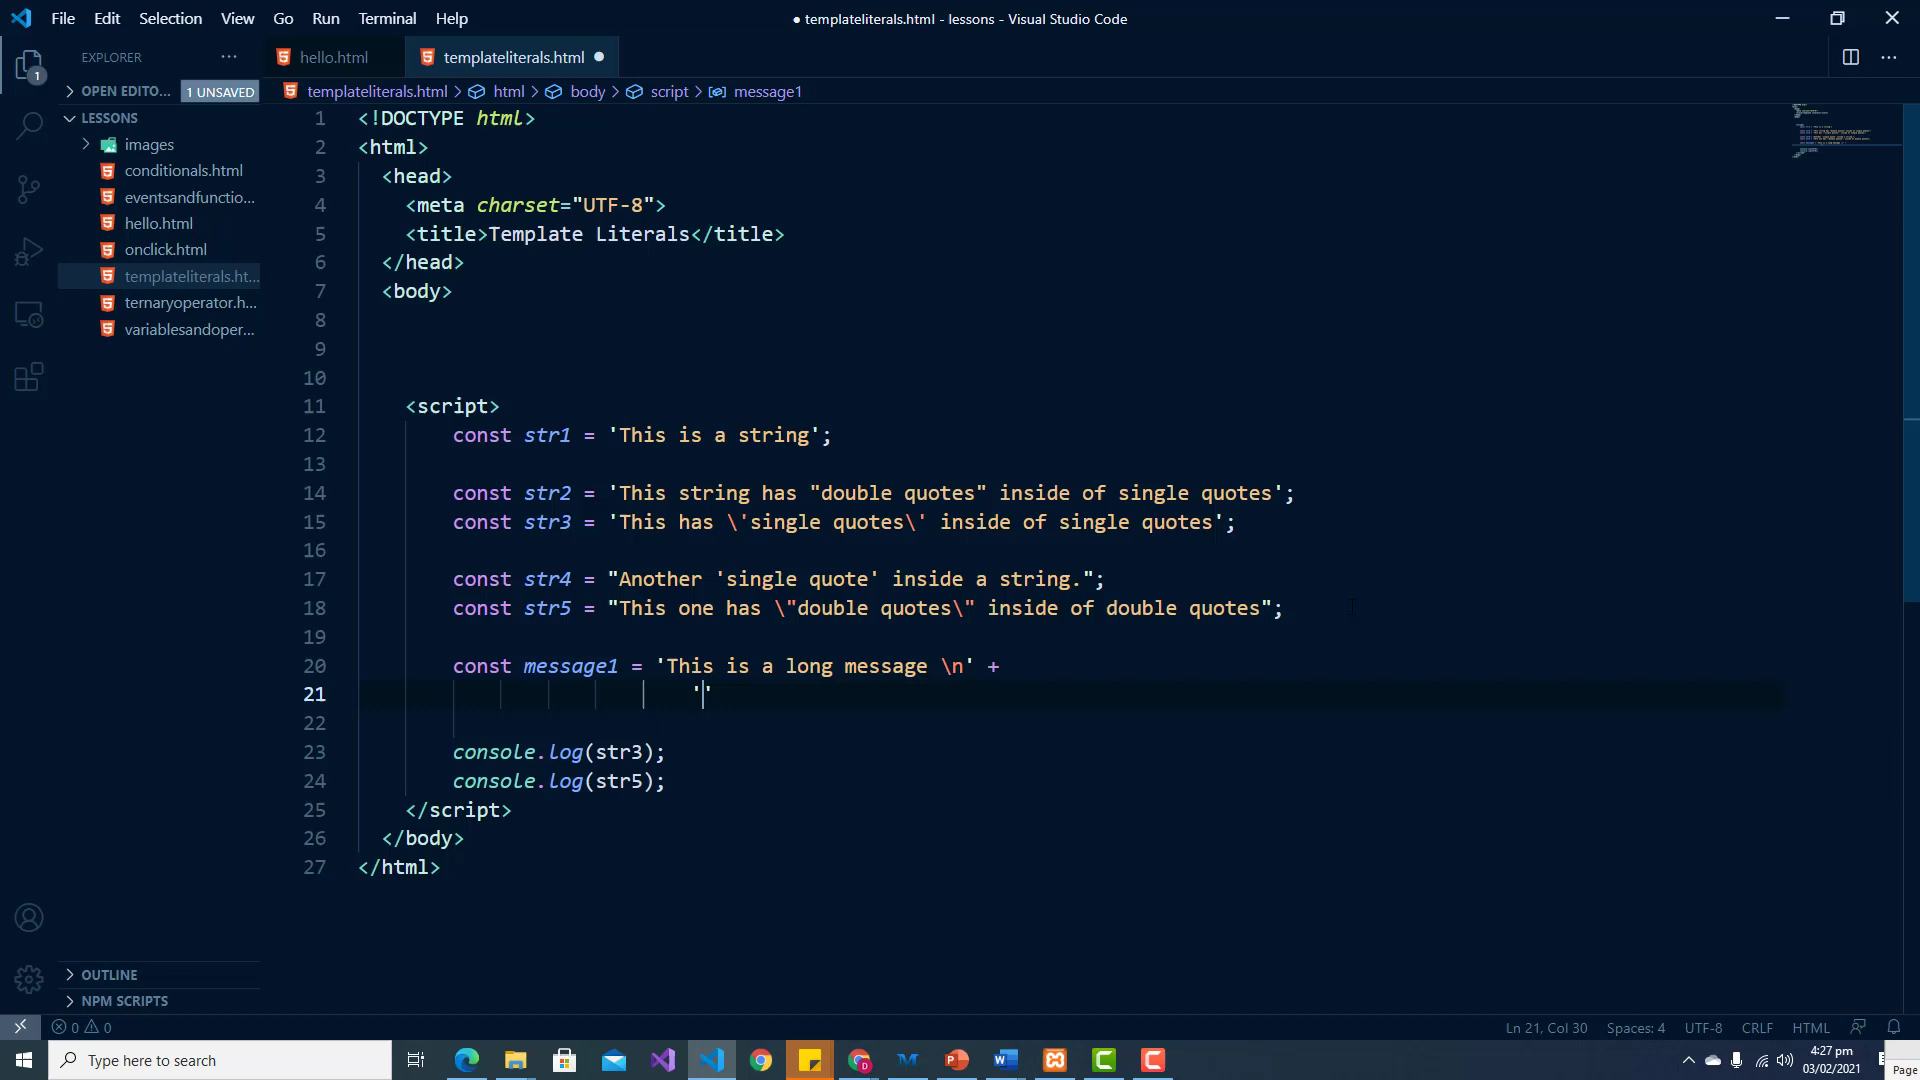 File Edit Selection View Go Run Terminal Help
● templateliterals.html - lessons - Visual Studio Code
EXPLORER ···
hello.html
templateliterals.html ●
OPEN EDITO... 1 UNSAVED
templateliterals.html > html > body > script > message1
LESSONS
images
conditionals.html
eventsandfunctio...
hello.html
onclick.html
templateliterals.ht...
ternaryoperator.h...
variablesandoper...
1 <!DOCTYPE html>
2 <html>
3 <head>
4 <meta charset="UTF-8">
5 <title>Template Literals</title>
6 </head>
7 <body>
8
9
10
11 <script>
12 const str1 = 'This is a string';
13
14 const str2 = 'This string has "double quotes" inside of single quotes';
15 const str3 = 'This has \'single quotes\' inside of single quotes';
16
17 const str4 = "Another 'single quote' inside a string.";
18 const str5 = "This one has \"double quotes\" inside of double quotes";
19
20 const message1 = 'This is a long message \n' +
21 ''
22
23 console.log(str3);
24 console.log(str5);
25 </script>
26 </body>
27 </html>
1
OUTLINE
NPM SCRIPTS
0 0
Ln 21, Col 30 Spaces: 4 UTF-8 CRLF HTML
Type here to search
4:27 pm
03/02/2021
Page